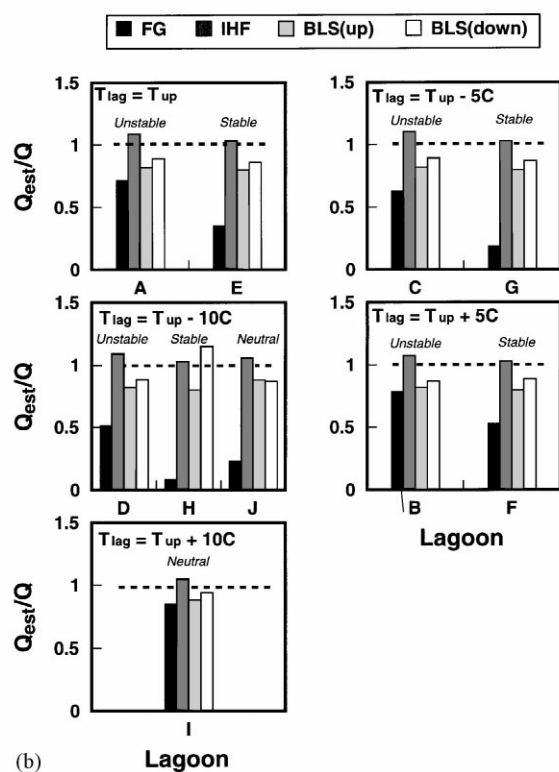 FG IHF BLS(up) BLS(down)
Tlag = Tup
Unstable Stable
Qest/Q
1.5
1
0.5
0
A E
Tlag = Tup - 5C
Unstable Stable
1.5
1
0.5
0
C G
Tlag = Tup - 10C
Unstable Stable Neutral
Qest/Q
1.5
1
0.5
0
D H J
Tlag = Tup + 5C
Unstable Stable
1.5
1
0.5
0
B F
Lagoon
Tlag = Tup + 10C
Neutral
Qest/Q
1.5
1
0.5
0
I
(b) Lagoon